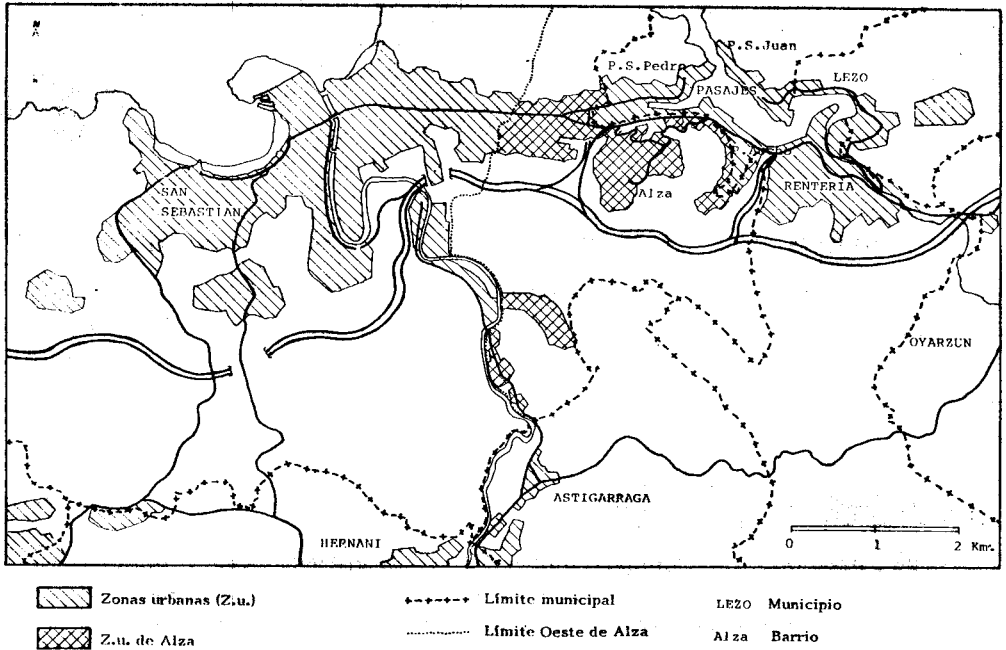 N
P.S.Juan
P.S.Pedro
PASAJES
LEZO
SAN
SEBASTIAN
Alza
RENTERIA
OYARZUN
ASTIGARRAGA
HERNANI
0 1 2 Km.
Zonas urbanas (Z.u.)
Límite municipal
LEZO Municipio
Z.u. de Alza
Límite Oeste de Alza
Alza Barrio